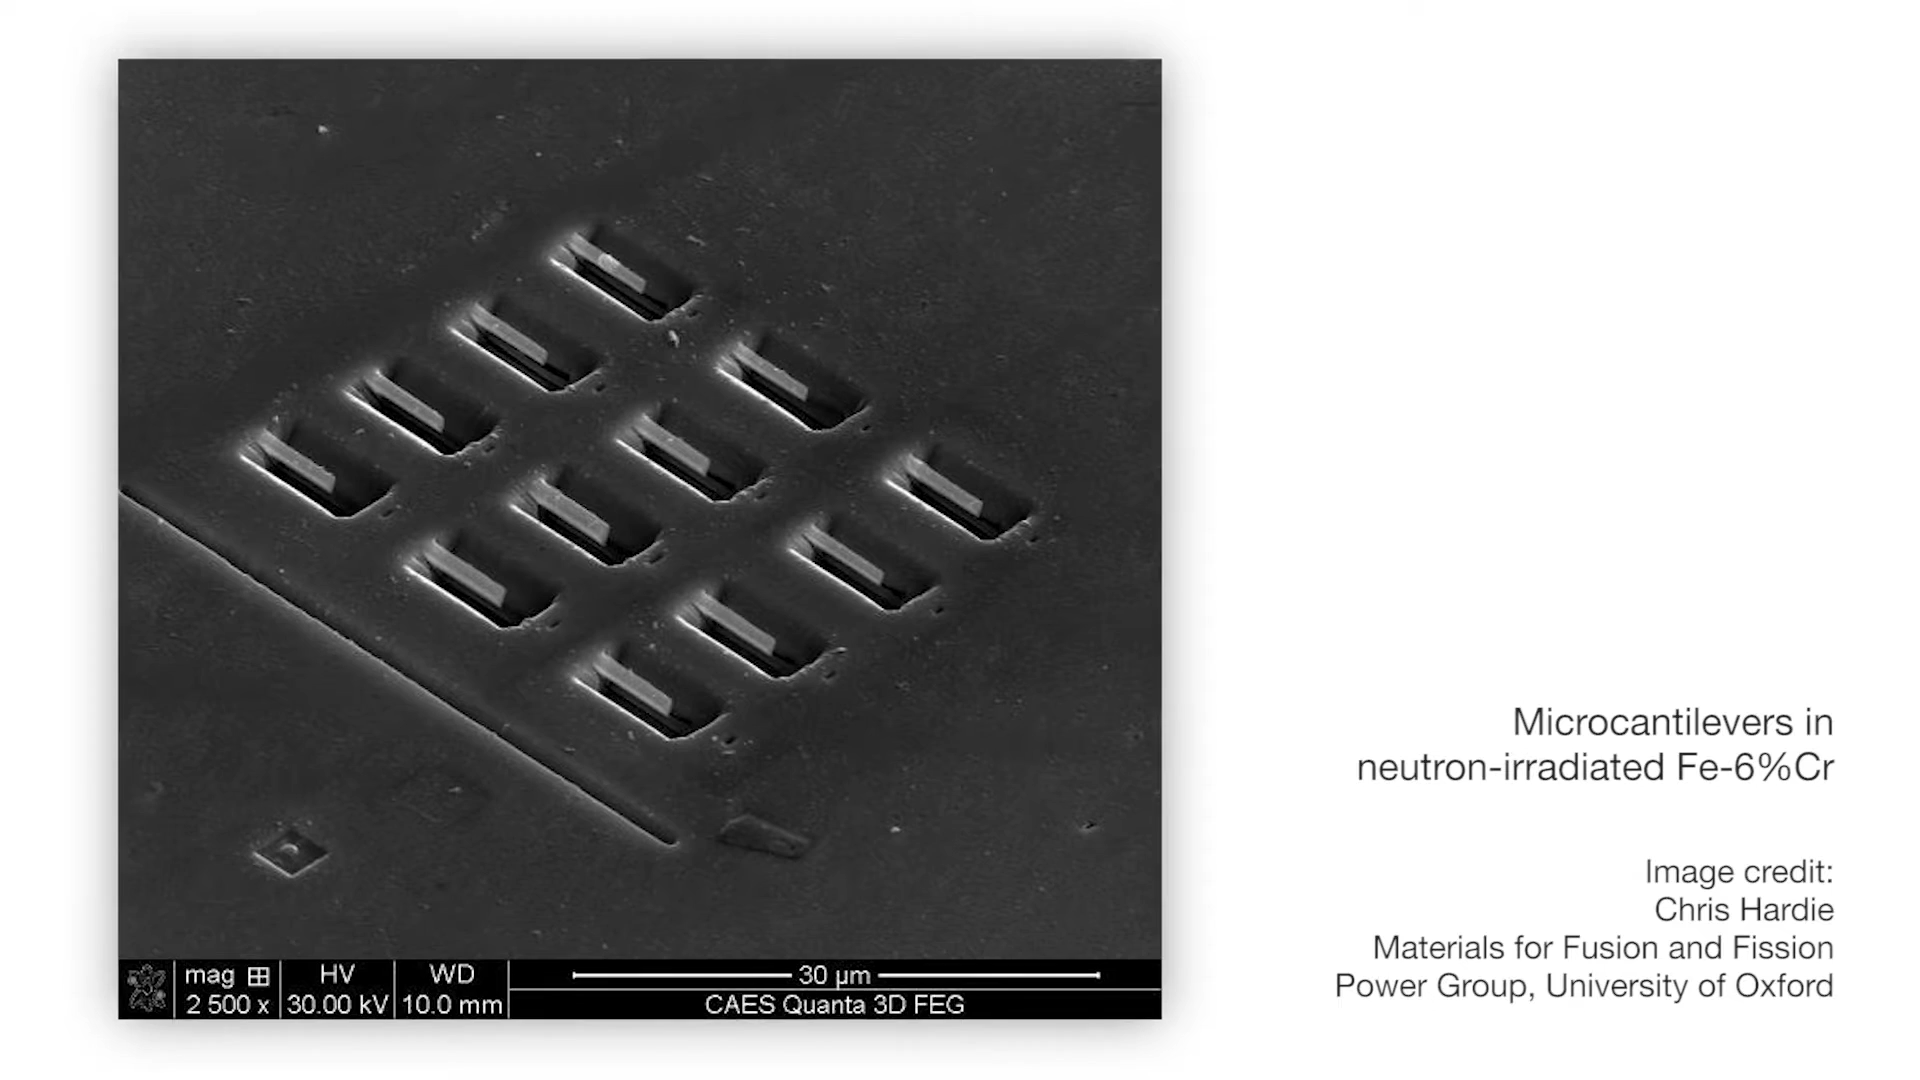 Microcantilevers in
neutron-irradiated Fe-6%Cr
Image credit:
Chris Hardie
Materials for Fusion and Fission
Power Group, University of Oxford
mag HV WD 30 µm
2 500 x 30.00 kV 10.0 mm CAES Quanta 3D FEG